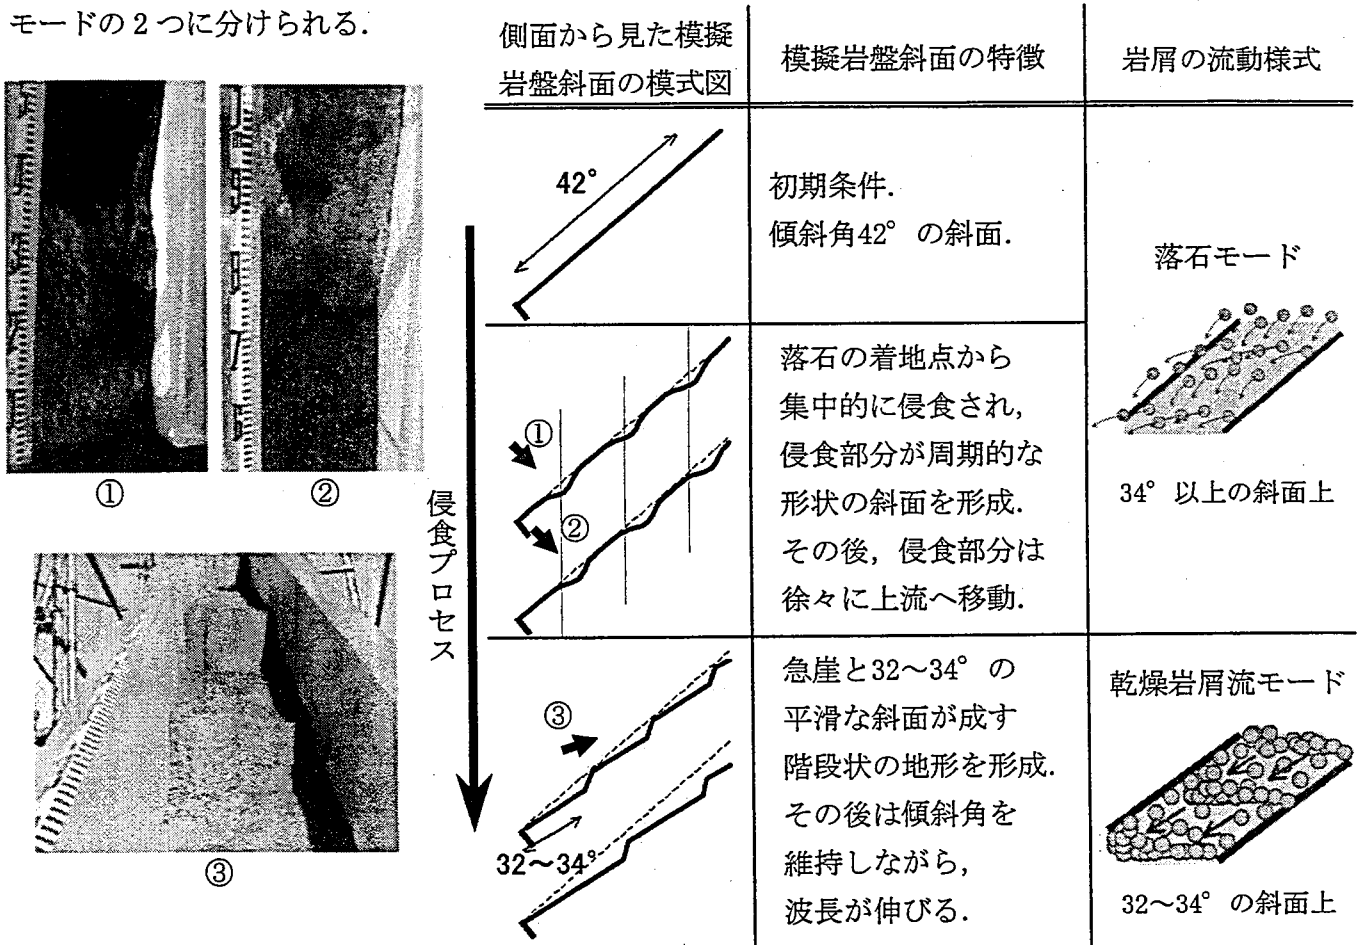 モードの2つに分けられる.
①
②
③
侵食プロセス
側面から見た模擬
岩盤斜面の模式図
模擬岩盤斜面の特徴
岩屑の流動様式
42°
初期条件.
傾斜角42° の斜面.
落石モード
34° 以上の斜面上
①
②
落石の着地点から
集中的に侵食され,
侵食部分が周期的な
形状の斜面を形成.
その後, 侵食部分は
徐々に上流へ移動.
③
32～34°
急崖と32～34° の
平滑な斜面が成す
階段状の地形を形成.
その後は傾斜角を
維持しながら,
波長が伸びる.
乾燥岩屑流モード
32～34° の斜面上